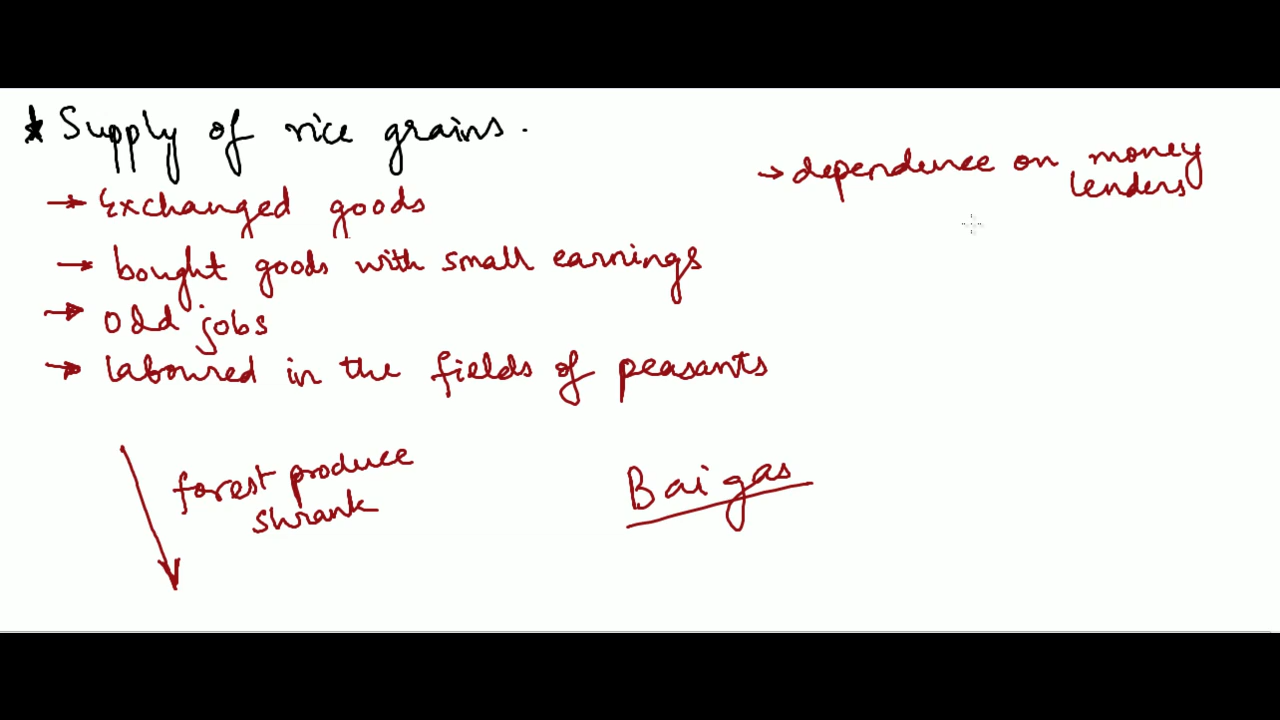 * Supply of rice grains.
→ Exchanged goods
→ bought goods with small earnings
→ odd jobs
→ laboured in the fields of peasants
→ dependence on money
lenders
forest produce
shrank
Baigas